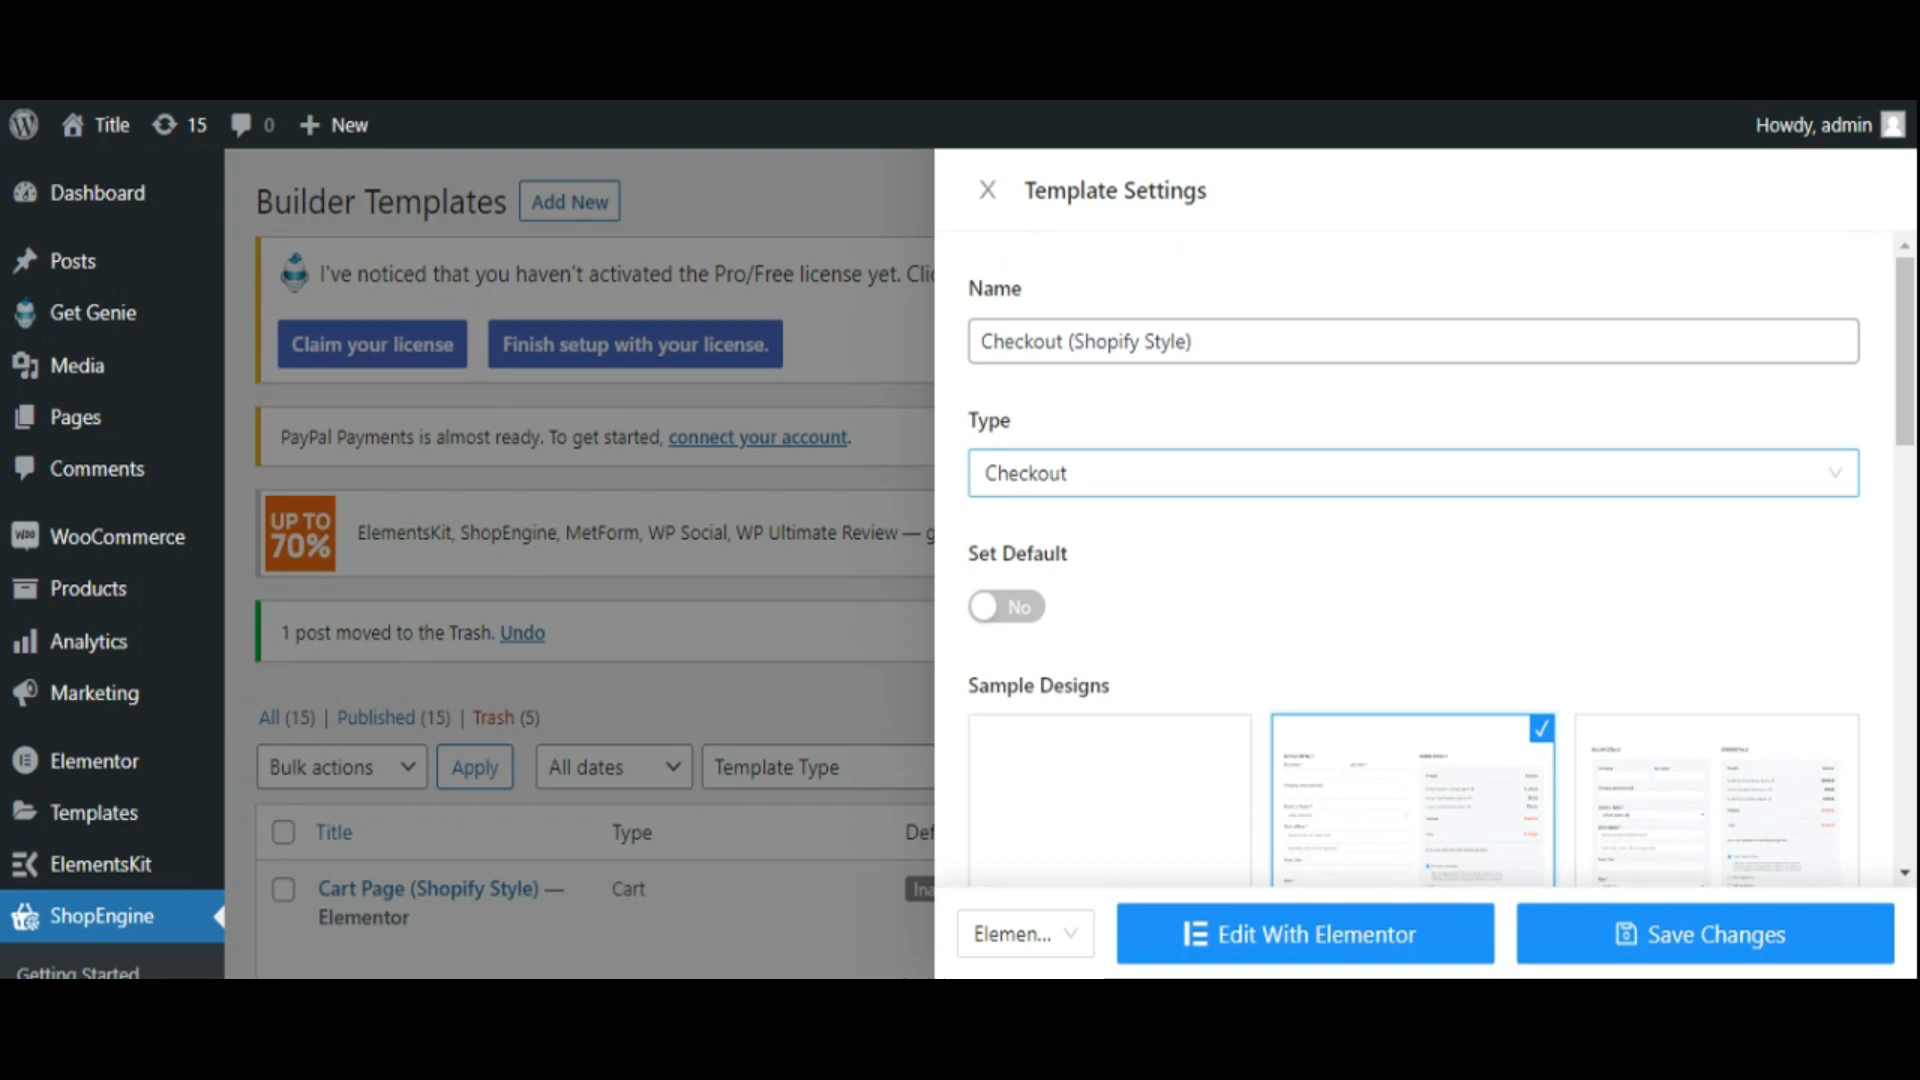 Title 15 0 New Howdy, admin
Dashboard
Posts
Get Genie
Media
Pages
Comments
WooCommerce
Products
Analytics
Marketing
Elementor
Templates
ElementsKit
ShopEngine
Getting Started
Builder Templates Add New
I've noticed that you haven't activated the Pro/Free license yet. Clic
Claim your license Finish setup with your license.
PayPal Payments is almost ready. To get started, connect your account.
UP TO
70%
ElementsKit, ShopEngine, MetForm, WP Social, WP Ultimate Review — g
1 post moved to the Trash. Undo
All (15) | Published (15) | Trash (5)
Bulk actions Apply All dates Template Type
Title Type Def
Cart Page (Shopify Style) — Cart Ina
Elementor
X Template Settings
Name
Checkout (Shopify Style)
Type
Checkout
Set Default
No
Sample Designs
Elemen... Edit With Elementor Save Changes